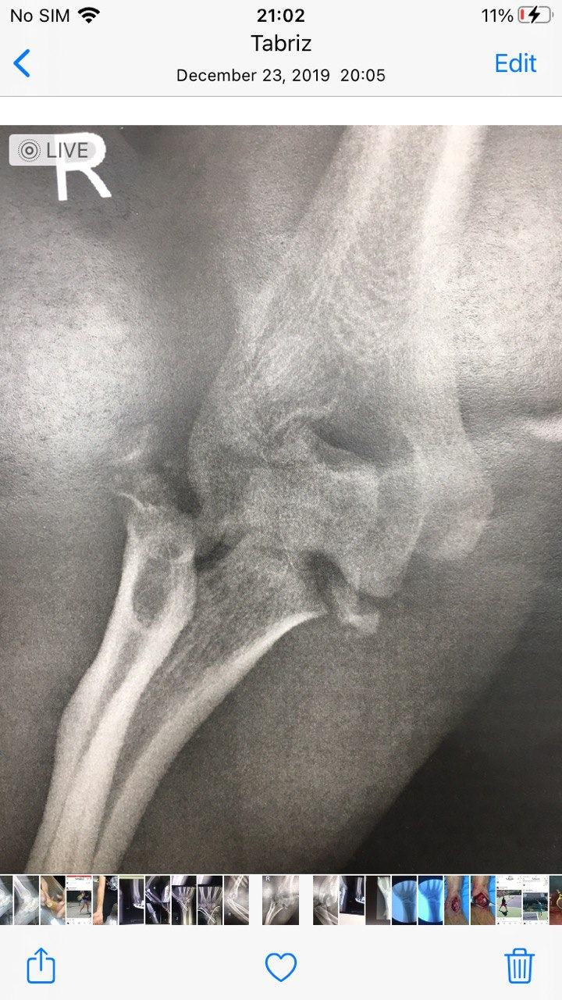 No SIM 21:02 11%
Tabriz
December 23, 2019 20:05
Edit
LIVE
R
R